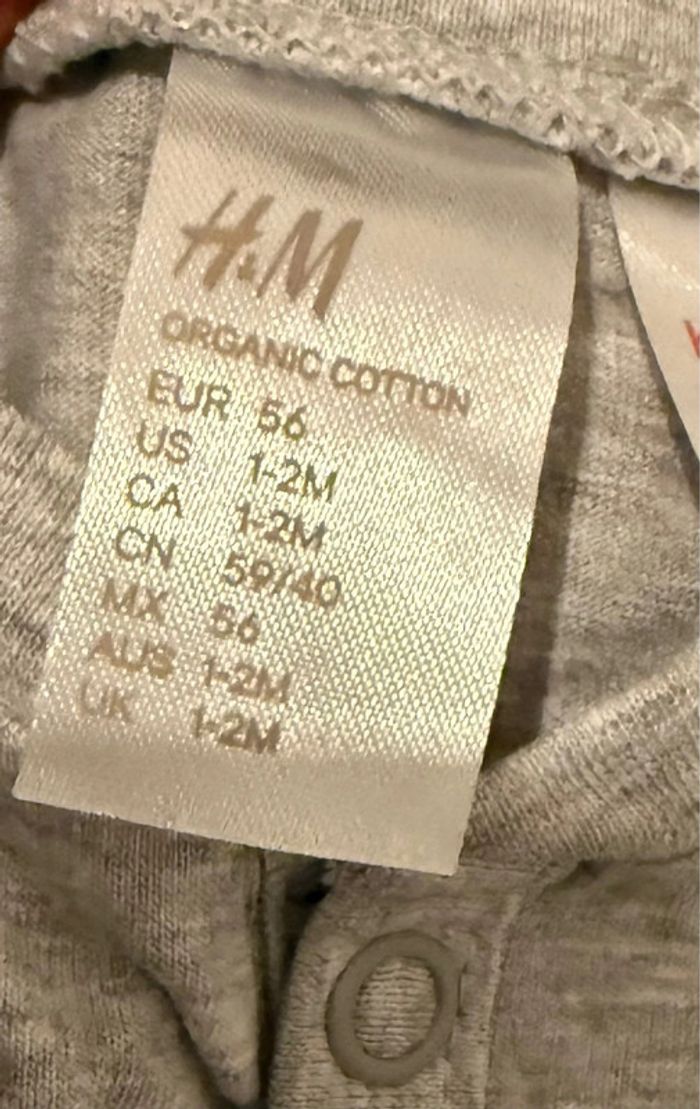 H&M
ORGANIC COTTON
EUR 56
US 1-2M
CA 1-2M
CN 59/40
MX 56
AUS 1-2M
UK 1-2M